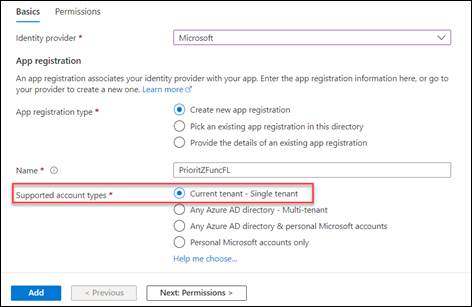 Basics Permissions
Identity provider * Microsoft
App registration
An app registration associates your identity provider with your app. Enter the app registration information here, or go to
your provider to create a new one. Learn more
App registration type * Create new app registration
Pick an existing app registration in this directory
Provide the details of an existing app registration
Name * PrioritZFuncFL
Supported account types * Current tenant - Single tenant
Any Azure AD directory - Multi-tenant
Any Azure AD directory & personal Microsoft accounts
Personal Microsoft accounts only
Help me choose...
Add < Previous Next: Permissions >